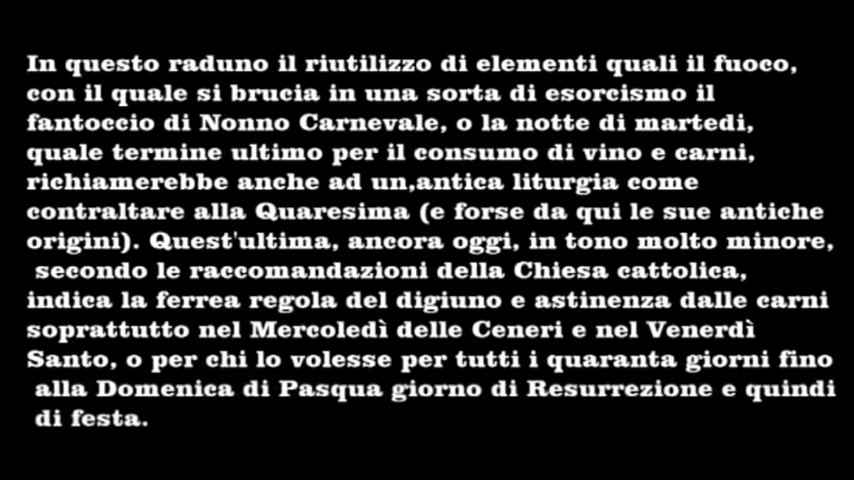 In questo raduno il riutilizzo di elementi quali il fuoco,
con il quale si brucia in una sorta di esorcismo il
fantoccio di Nonno Carnevale, o la notte di martedi,
quale termine ultimo per il consumo di vino e carni,
richiamerebbe anche ad un,antica liturgia come
contraltare alla Quaresima (e forse da qui le sue antiche
origini). Quest'ultima, ancora oggi, in tono molto minore,
secondo le raccomandazioni della Chiesa cattolica,
indica la ferrea regola del digiuno e astinenza dalle carni
soprattutto nel Mercoledì delle Ceneri e nel Venerdì
Santo, o per chi lo volesse per tutti i quaranta giorni fino
alla Domenica di Pasqua giorno di Resurrezione e quindi
di festa.